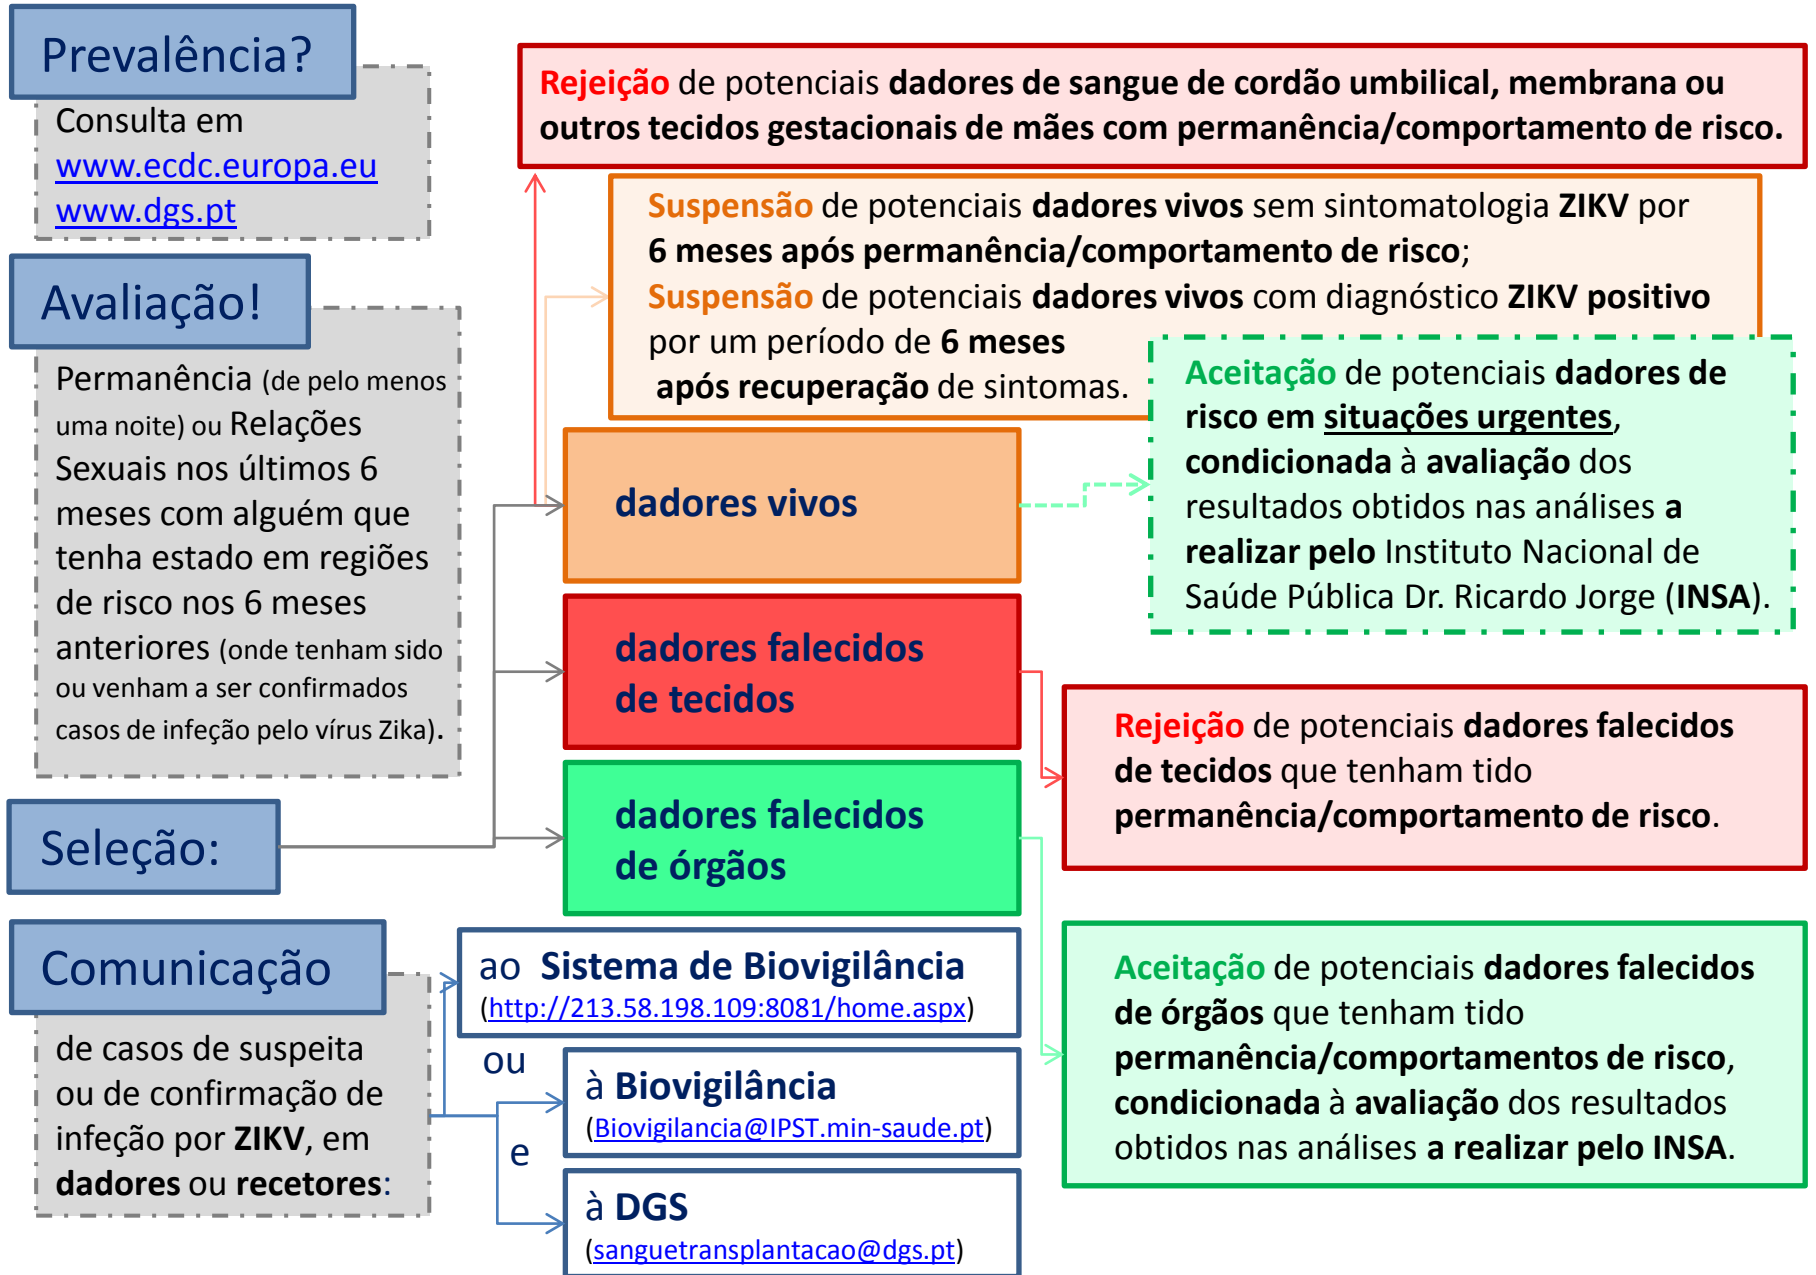 Prevalência?
Consulta em
www.ecdc.europa.eu
www.dgs.pt
Rejeição de potenciais dadores de sangue de cordão umbilical, membrana ou
outros tecidos gestacionais de mães com permanência/comportamento de risco.
Suspensão de potenciais dadores vivos sem sintomatologia ZIKV por
6 meses após permanência/comportamento de risco;
Suspensão de potenciais dadores vivos com diagnóstico ZIKV positivo
por um período de 6 meses
após recuperação de sintomas.
Avaliação!
Permanência (de pelo menos
uma noite) ou Relações
Sexuais nos últimos 6
meses com alguém que
tenha estado em regiões
de risco nos 6 meses
anteriores (onde tenham sido
ou venham a ser confirmados
casos de infeção pelo vírus Zika).
Aceitação de potenciais dadores de
risco em situações urgentes,
condicionada à avaliação dos
resultados obtidos nas análises a
realizar pelo Instituto Nacional de
Saúde Pública Dr. Ricardo Jorge (INSA).
Seleção:
dadores vivos
dadores falecidos
de tecidos
dadores falecidos
de órgãos
Rejeição de potenciais dadores falecidos
de tecidos que tenham tido
permanência/comportamento de risco.
Aceitação de potenciais dadores falecidos
de órgãos que tenham tido
permanência/comportamentos de risco,
condicionada à avaliação dos resultados
obtidos nas análises a realizar pelo INSA.
Comunicação
de casos de suspeita
ou de confirmação de
infeção por ZIKV, em
dadores ou recetores:
ao Sistema de Biovigilância
(http://213.58.198.109:8081/home.aspx)
ou
à Biovigilância
(Biovigilancia@IPST.min-saude.pt)
e
à DGS
(sanguetransplantacao@dgs.pt)